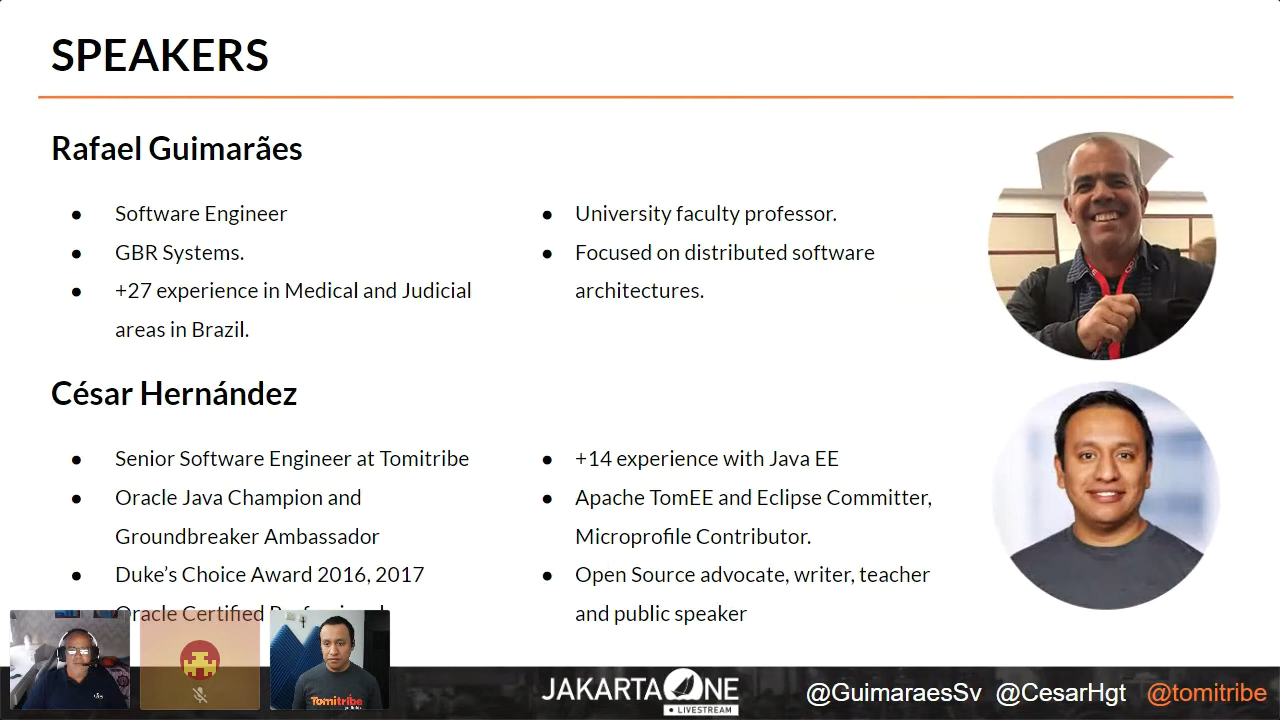 SPEAKERS
Rafael Guimarães
● Software Engineer
● GBR Systems.
● +27 experience in Medical and Judicial
areas in Brazil.
● University faculty professor.
● Focused on distributed software
architectures.
César Hernández
● Senior Software Engineer at Tomitribe
● Oracle Java Champion and
Groundbreaker Ambassador
● Duke's Choice Award 2016, 2017
Oracle Certified Professional
● +14 experience with Java EE
● Apache TomEE and Eclipse Committer,
Microprofile Contributor.
● Open Source advocate, writer, teacher
and public speaker
Tomitribe
JAKARTA ONE
● LIVESTREAM
@GuimaraesSv @CesarHgt @tomitribe